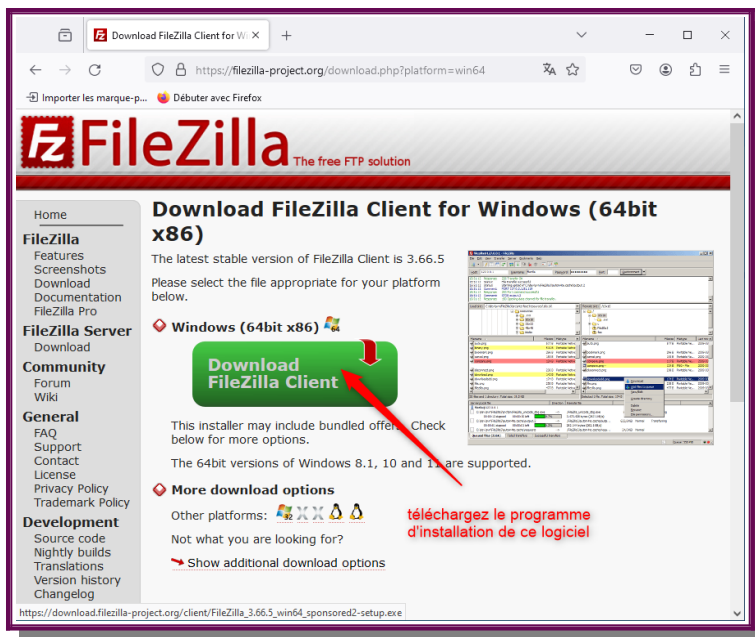 Download FileZilla Client for Wi
https://filezilla-project.org/download.php?platform=win64
Importer les marque-p...
Débuter avec Firefox
Fz FileZilla The free FTP solution
Home
FileZilla
Features
Screenshots
Download
Documentation
FileZilla Pro
FileZilla Server
Download
Community
Forum
Wiki
General
FAQ
Support
Contact
License
Privacy Policy
Trademark Policy
Development
Source code
Nightly builds
Translations
Version history
Changelog
Download FileZilla Client for Windows (64bit
x86)
The latest stable version of FileZilla Client is 3.66.5
Please select the file appropriate for your platform
below.
Windows (64bit x86)
Download
FileZilla Client
This installer may include bundled offers. Check
below for more options.
The 64bit versions of Windows 8.1, 10 and 11 are supported.
More download options
Other platforms: 32
Not what you are looking for?
Show additional download options
téléchargez le programme
d'installation de ce logiciel
https://download.filezilla-project.org/client/FileZilla_3.66.5_win64_sponsored2-setup.exe